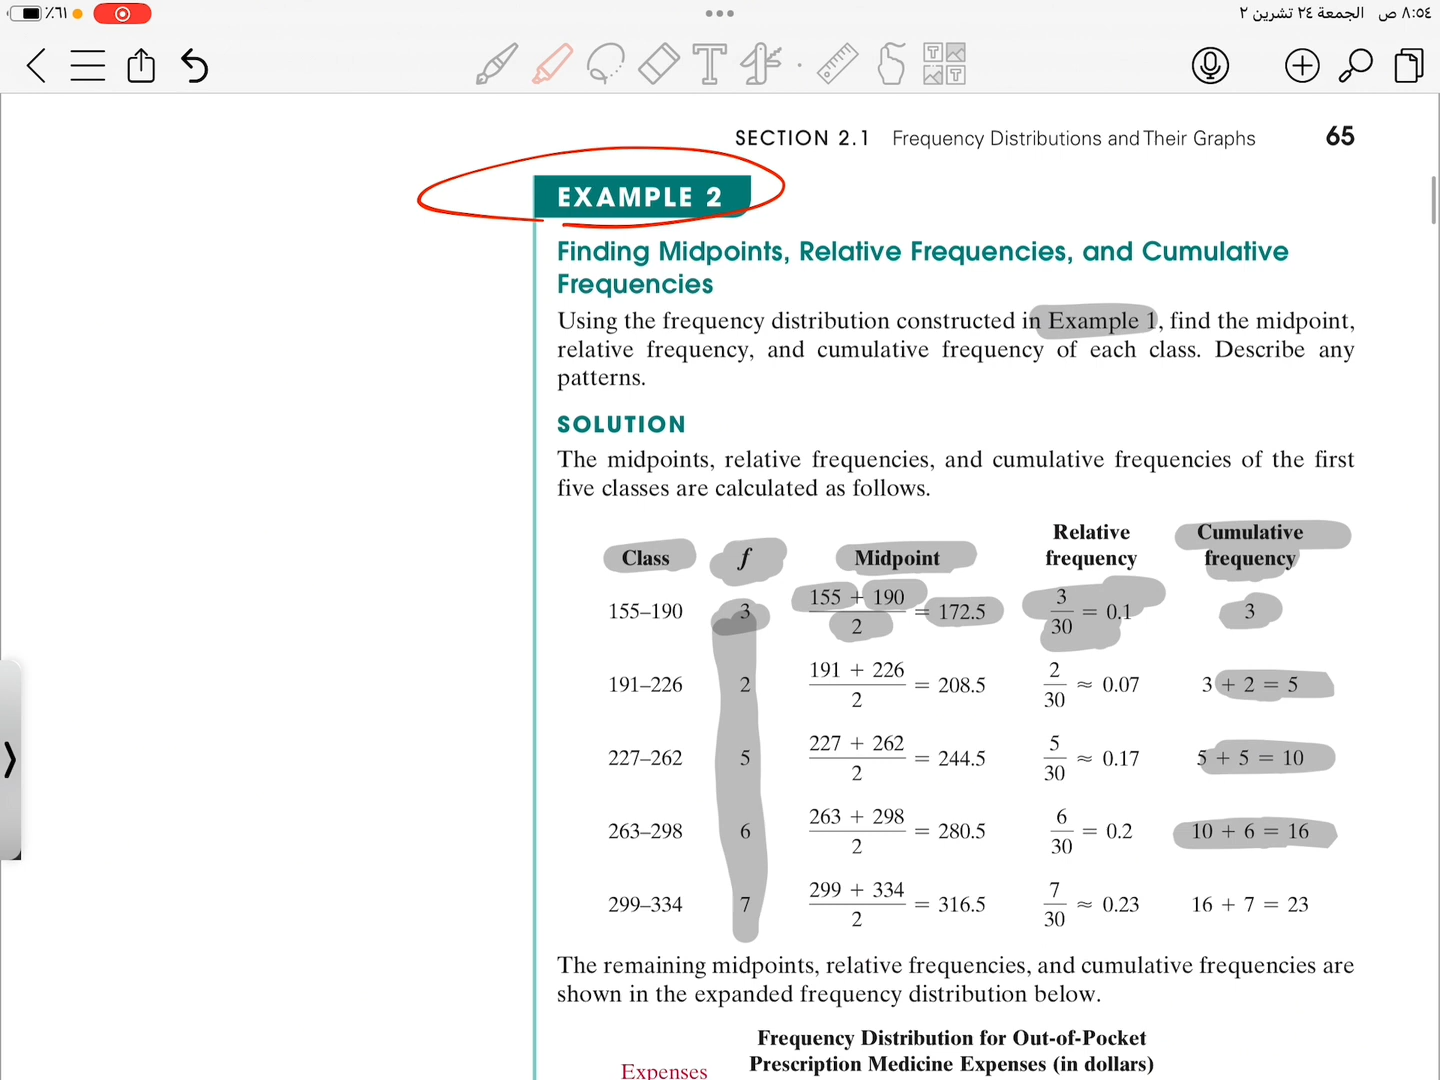 ٪٦١ ٨:٥٤ ص الجمعة ٢٤ تشرين ٢
SECTION 2.1 Frequency Distributions and Their Graphs 65
EXAMPLE 2
Finding Midpoints, Relative Frequencies, and Cumulative
Frequencies
Using the frequency distribution constructed in Example 1, find the midpoint,
relative frequency, and cumulative frequency of each class. Describe any
patterns.
SOLUTION
The midpoints, relative frequencies, and cumulative frequencies of the first
five classes are calculated as follows.
Relative Cumulative
Class f Midpoint frequency frequency
155–190 3 155 + 190 / 2 = 172.5 3/30 = 0.1 3
191–226 2 191 + 226 / 2 = 208.5 2/30 ≈ 0.07 3 + 2 = 5
227–262 5 227 + 262 / 2 = 244.5 5/30 ≈ 0.17 5 + 5 = 10
263–298 6 263 + 298 / 2 = 280.5 6/30 = 0.2 10 + 6 = 16
299–334 7 299 + 334 / 2 = 316.5 7/30 ≈ 0.23 16 + 7 = 23
The remaining midpoints, relative frequencies, and cumulative frequencies are
shown in the expanded frequency distribution below.
Frequency Distribution for Out-of-Pocket
Expenses Prescription Medicine Expenses (in dollars)